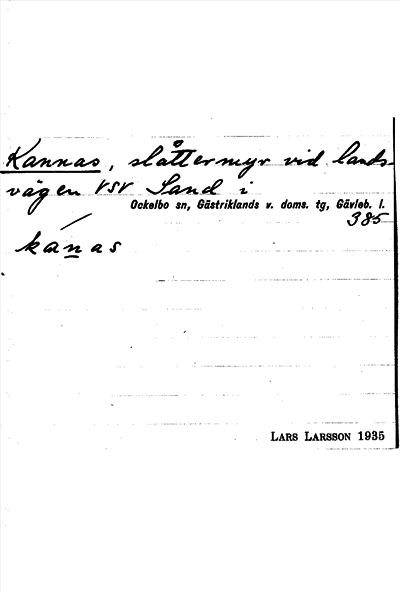 Kannas, slåttermyr vid lands-
vägen VSV Sand i
Ockelbo sn, Gästriklands v. doms. tg, Gävleb. l.
385
kanas
LARS LARSSON 1935